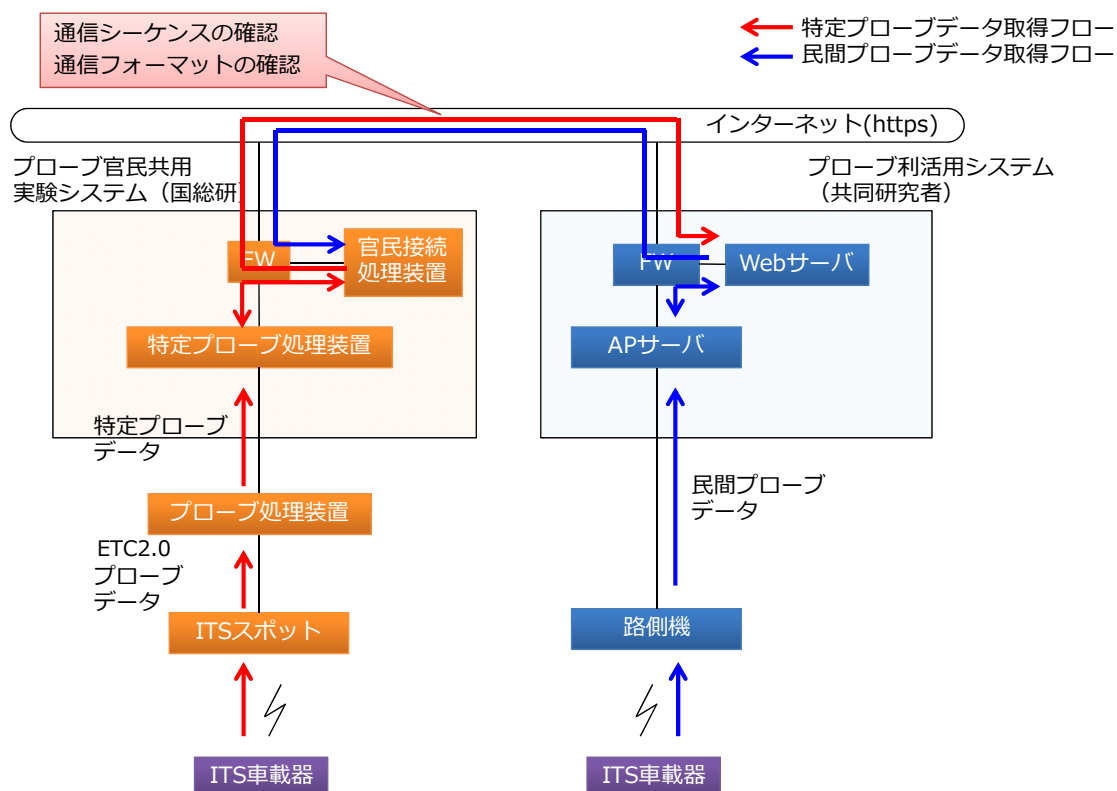 通信シーケンスの確認
通信フォーマットの確認
特定プローブデータ取得フロー
民間プローブデータ取得フロー
インターネット(https)
プローブ官民共用
実験システム（国総研）
プローブ利活用システム
（共同研究者）
FW
官民接続
処理装置
FW
Webサーバ
特定プローブ処理装置
APサーバ
特定プローブ
データ
民間プローブ
データ
プローブ処理装置
ETC2.0
プローブ
データ
ITSスポット
路側機
ITS車載器
ITS車載器